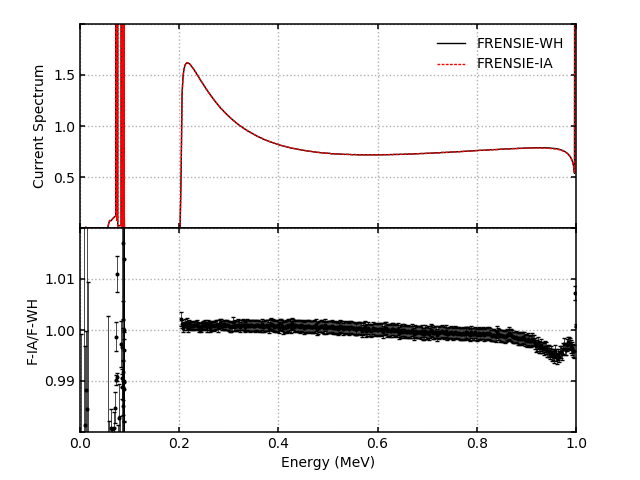 FRENSIE-WH
FRENSIE-IA
1.5
1.0
0.5
Current Spectrum
1.01
1.00
0.99
F-IA/F-WH
0.0 0.2 0.4 0.6 0.8 1.0
Energy (MeV)